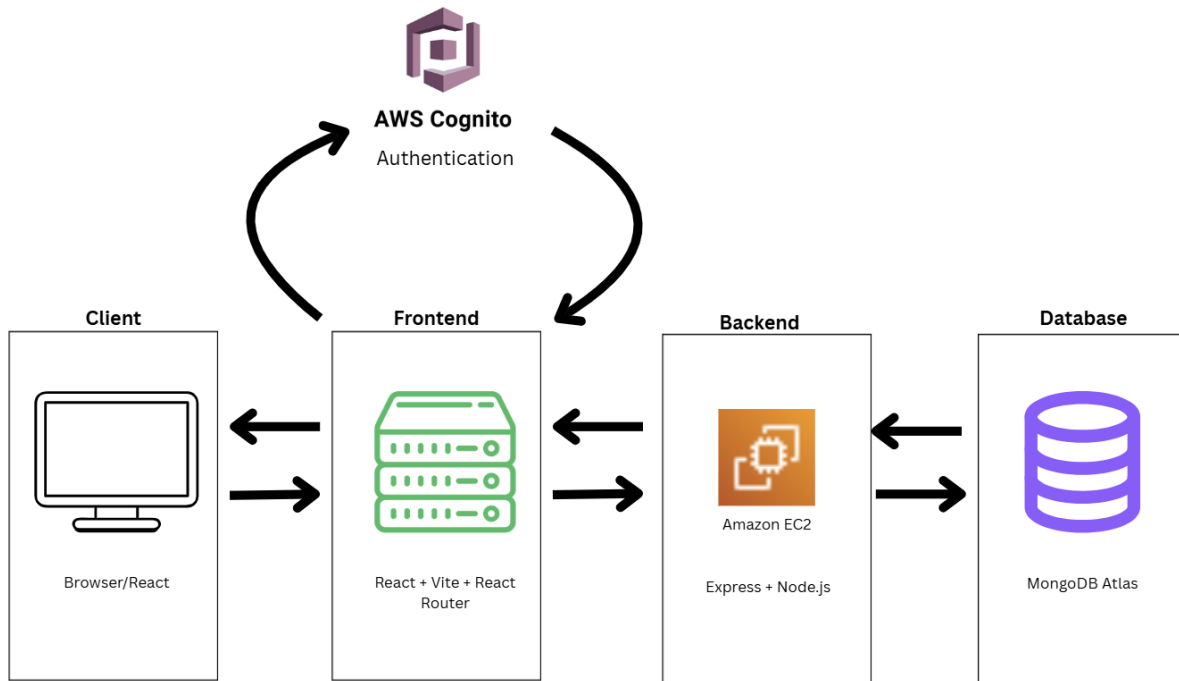 AWS Cognito
Authentication
Client
Frontend
Backend
Database
Amazon EC2
Browser/React
React + Vite + React
Router
Express + Node.js
MongoDB Atlas